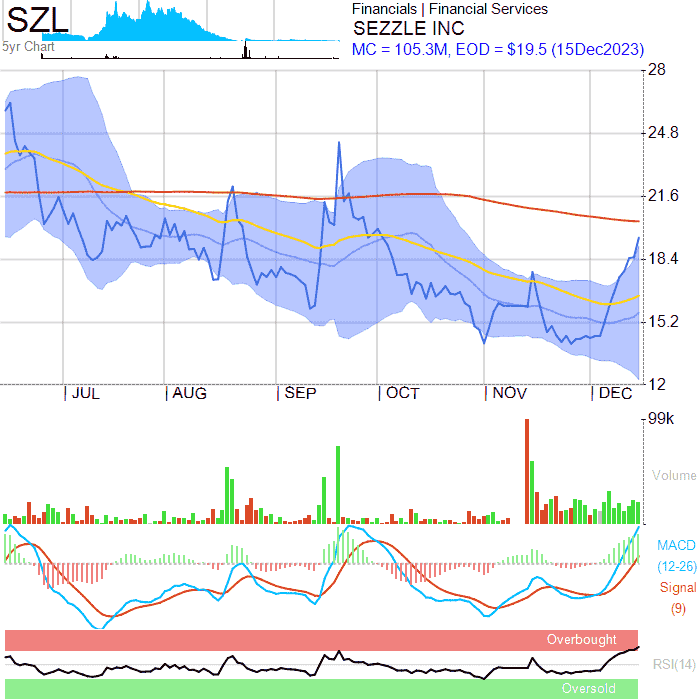 SZL
5yr Chart
Financials | Financial Services
SEZZLE INC
MC = 105.3M, EOD = $19.5 (15Dec2023)
28
24.8
21.6
18.4
15.2
12
JUL AUG SEP OCT NOV DEC
99k
Volume
MACD
(12-26)
Signal
(9)
Overbought
RSI(14)
Oversold